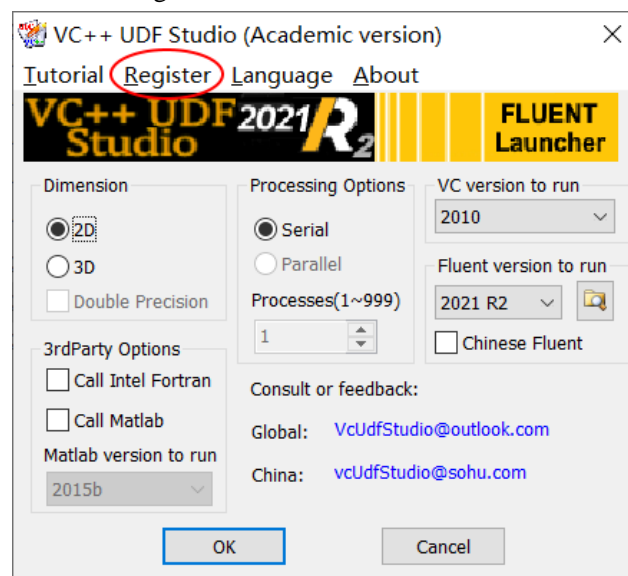 VC++ UDF Studio (Academic version)
Tutorial Register Language About
VC++ UDF Studio 2021 R2
FLUENT Launcher
Dimension
2D
3D
Double Precision
Processing Options
Serial
Parallel
Processes(1~999)
1
VC version to run
2010
Fluent version to run
2021 R2
Chinese Fluent
3rdParty Options
Call Intel Fortran
Call Matlab
Matlab version to run
2015b
Consult or feedback:
Global: VcUdfStudio@outlook.com
China: vcUdfStudio@sohu.com
OK
Cancel